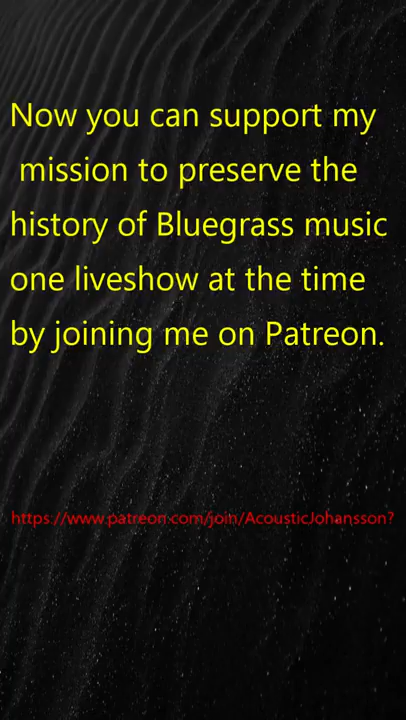 Now you can support my
mission to preserve the
history of Bluegrass music
one liveshow at the time
by joining me on Patreon.
https://www.patreon.com/join/AcousticJohansson?